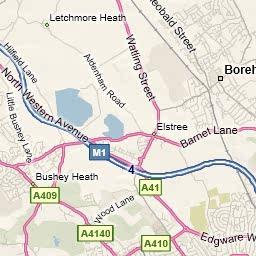 Letchmore Heath
Theobald Street
Watling Street
Hilfield Lane
Aldenham Road
Boreh
North Western Avenue
Little Bushey Lane
Elstree
Barnet Lane
M1
4
Bushey Heath
A41
A409
Wood Lane
A4140
A410
Edgware W